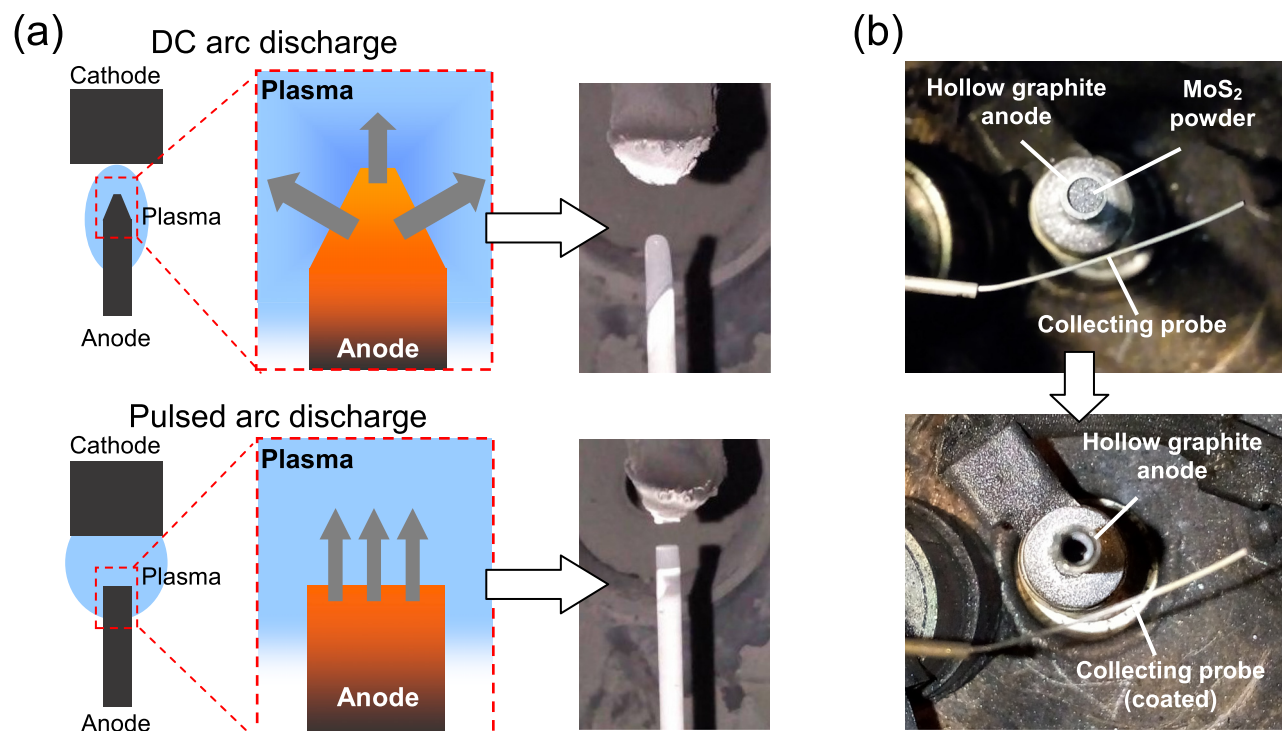 (a)
DC arc discharge
Cathode
Plasma
Anode
Plasma
Anode
Pulsed arc discharge
Cathode
Plasma
Anode
Plasma
Anode
(b)
Hollow graphite
anode
MoS₂
powder
Collecting probe
Hollow graphite
anode
Collecting probe
(coated)